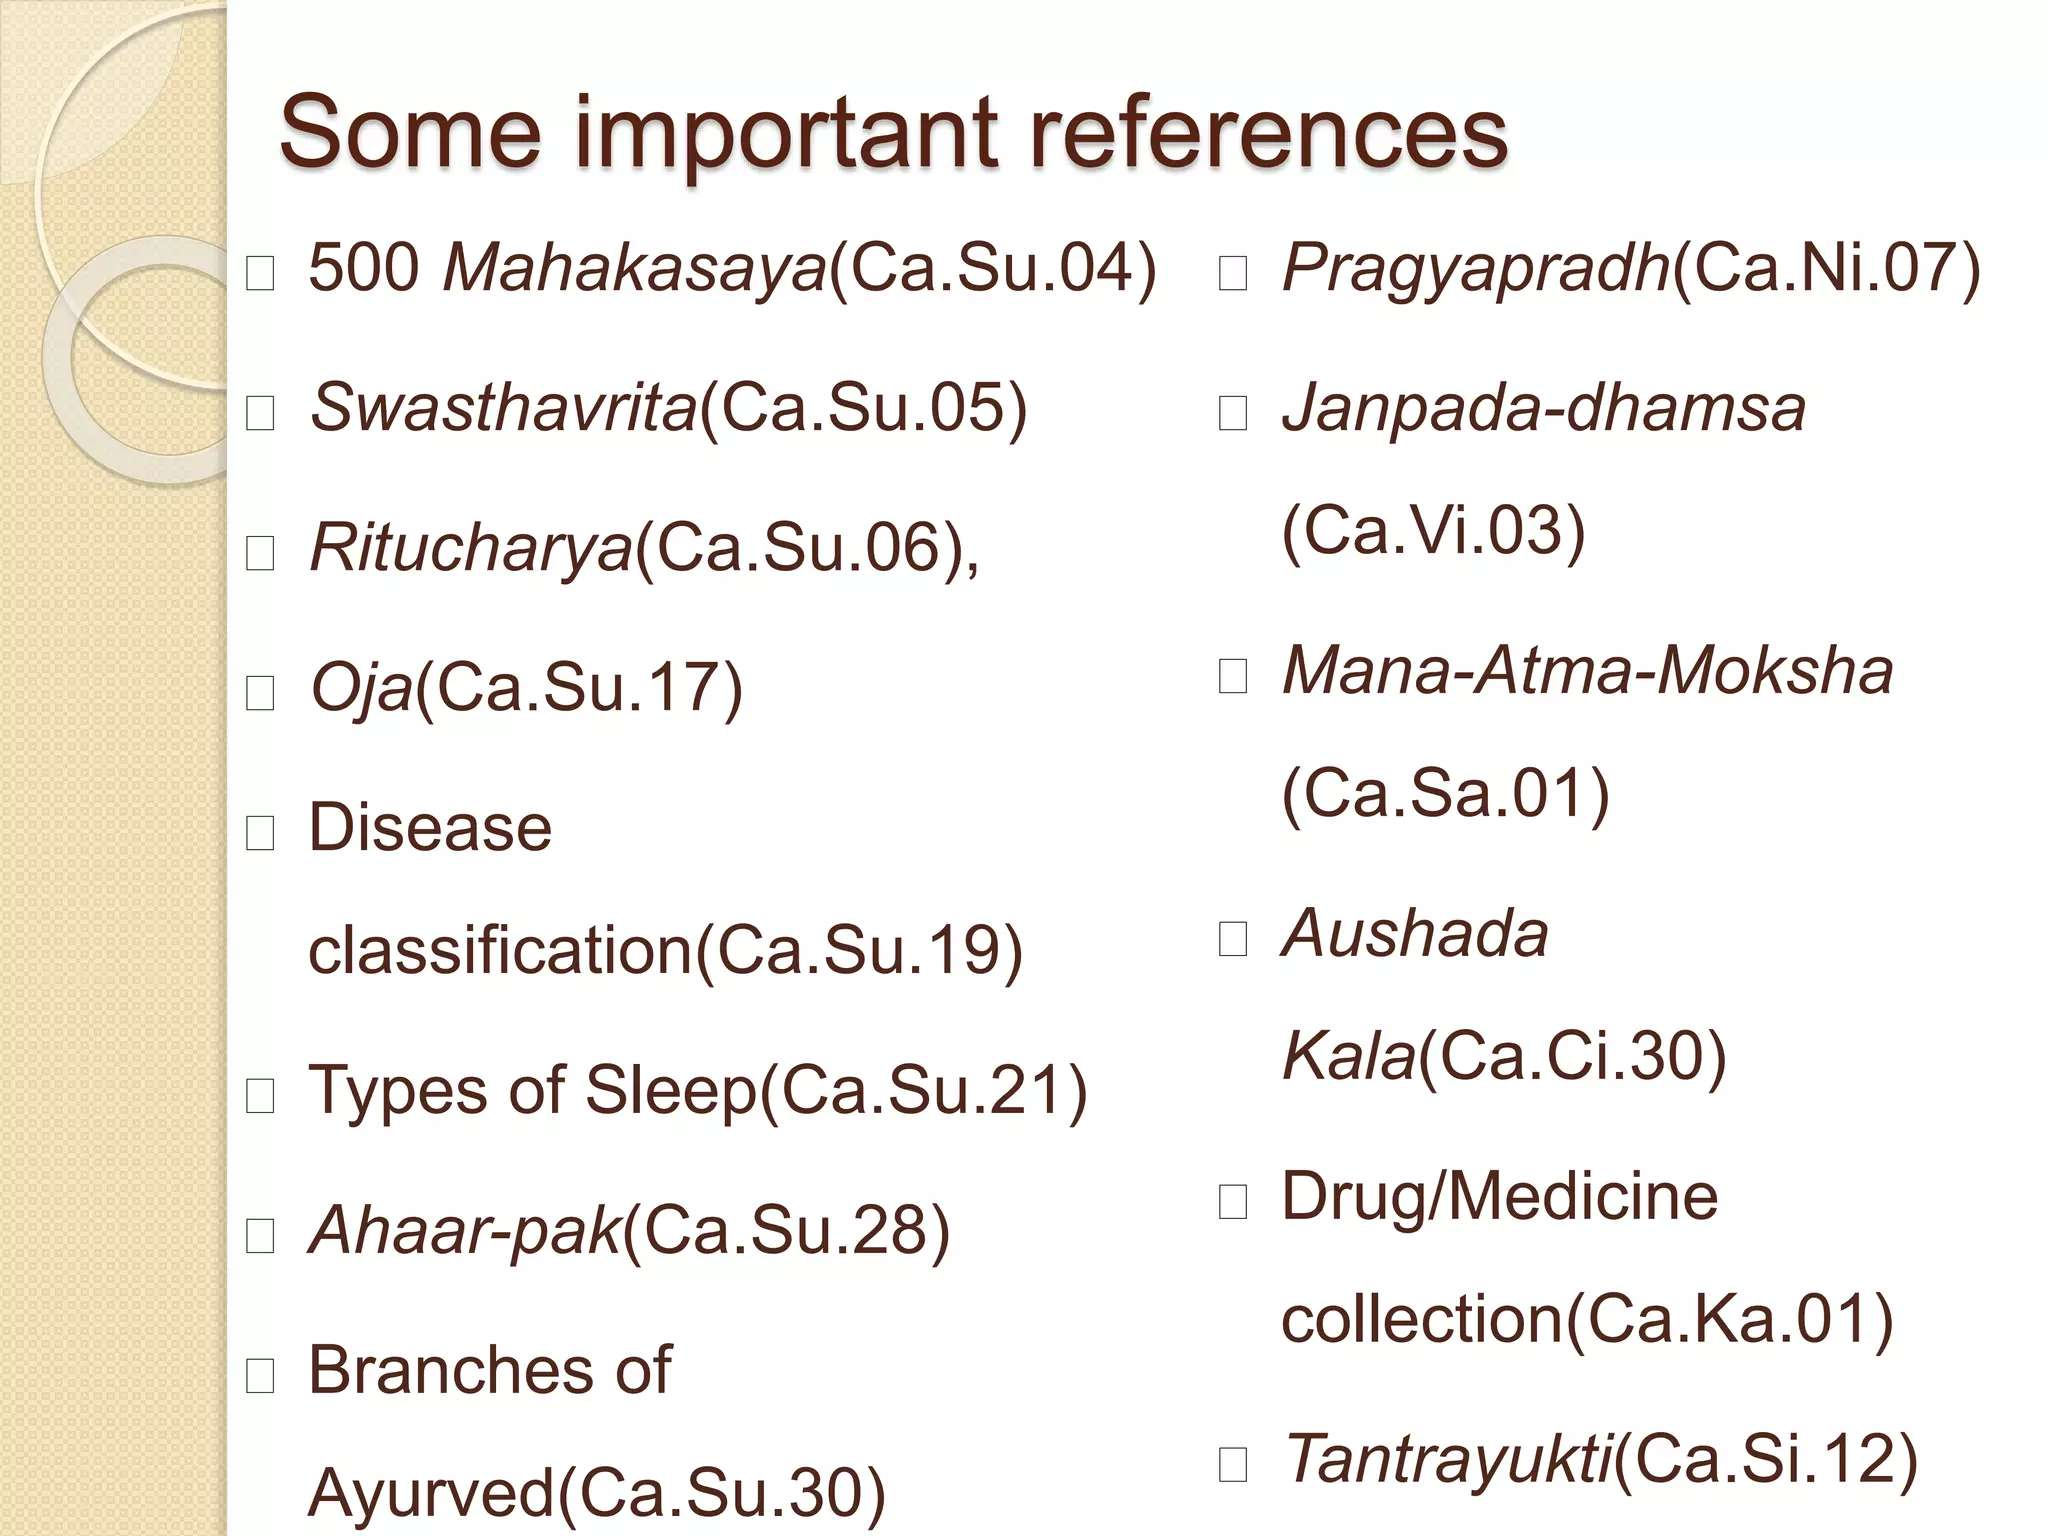 Some important references
500 Mahakasaya(Ca.Su.04)
Swasthavrita(Ca.Su.05)
Ritucharya(Ca.Su.06),
Oja(Ca.Su.17)
Disease
classification(Ca.Su.19)
Types of Sleep(Ca.Su.21)
Ahaar-pak(Ca.Su.28)
Branches of
Ayurved(Ca.Su.30)
Pragyapradh(Ca.Ni.07)
Janpada-dhamsa
(Ca.Vi.03)
Mana-Atma-Moksha
(Ca.Sa.01)
Aushada
Kala(Ca.Ci.30)
Drug/Medicine
collection(Ca.Ka.01)
Tantrayukti(Ca.Si.12)